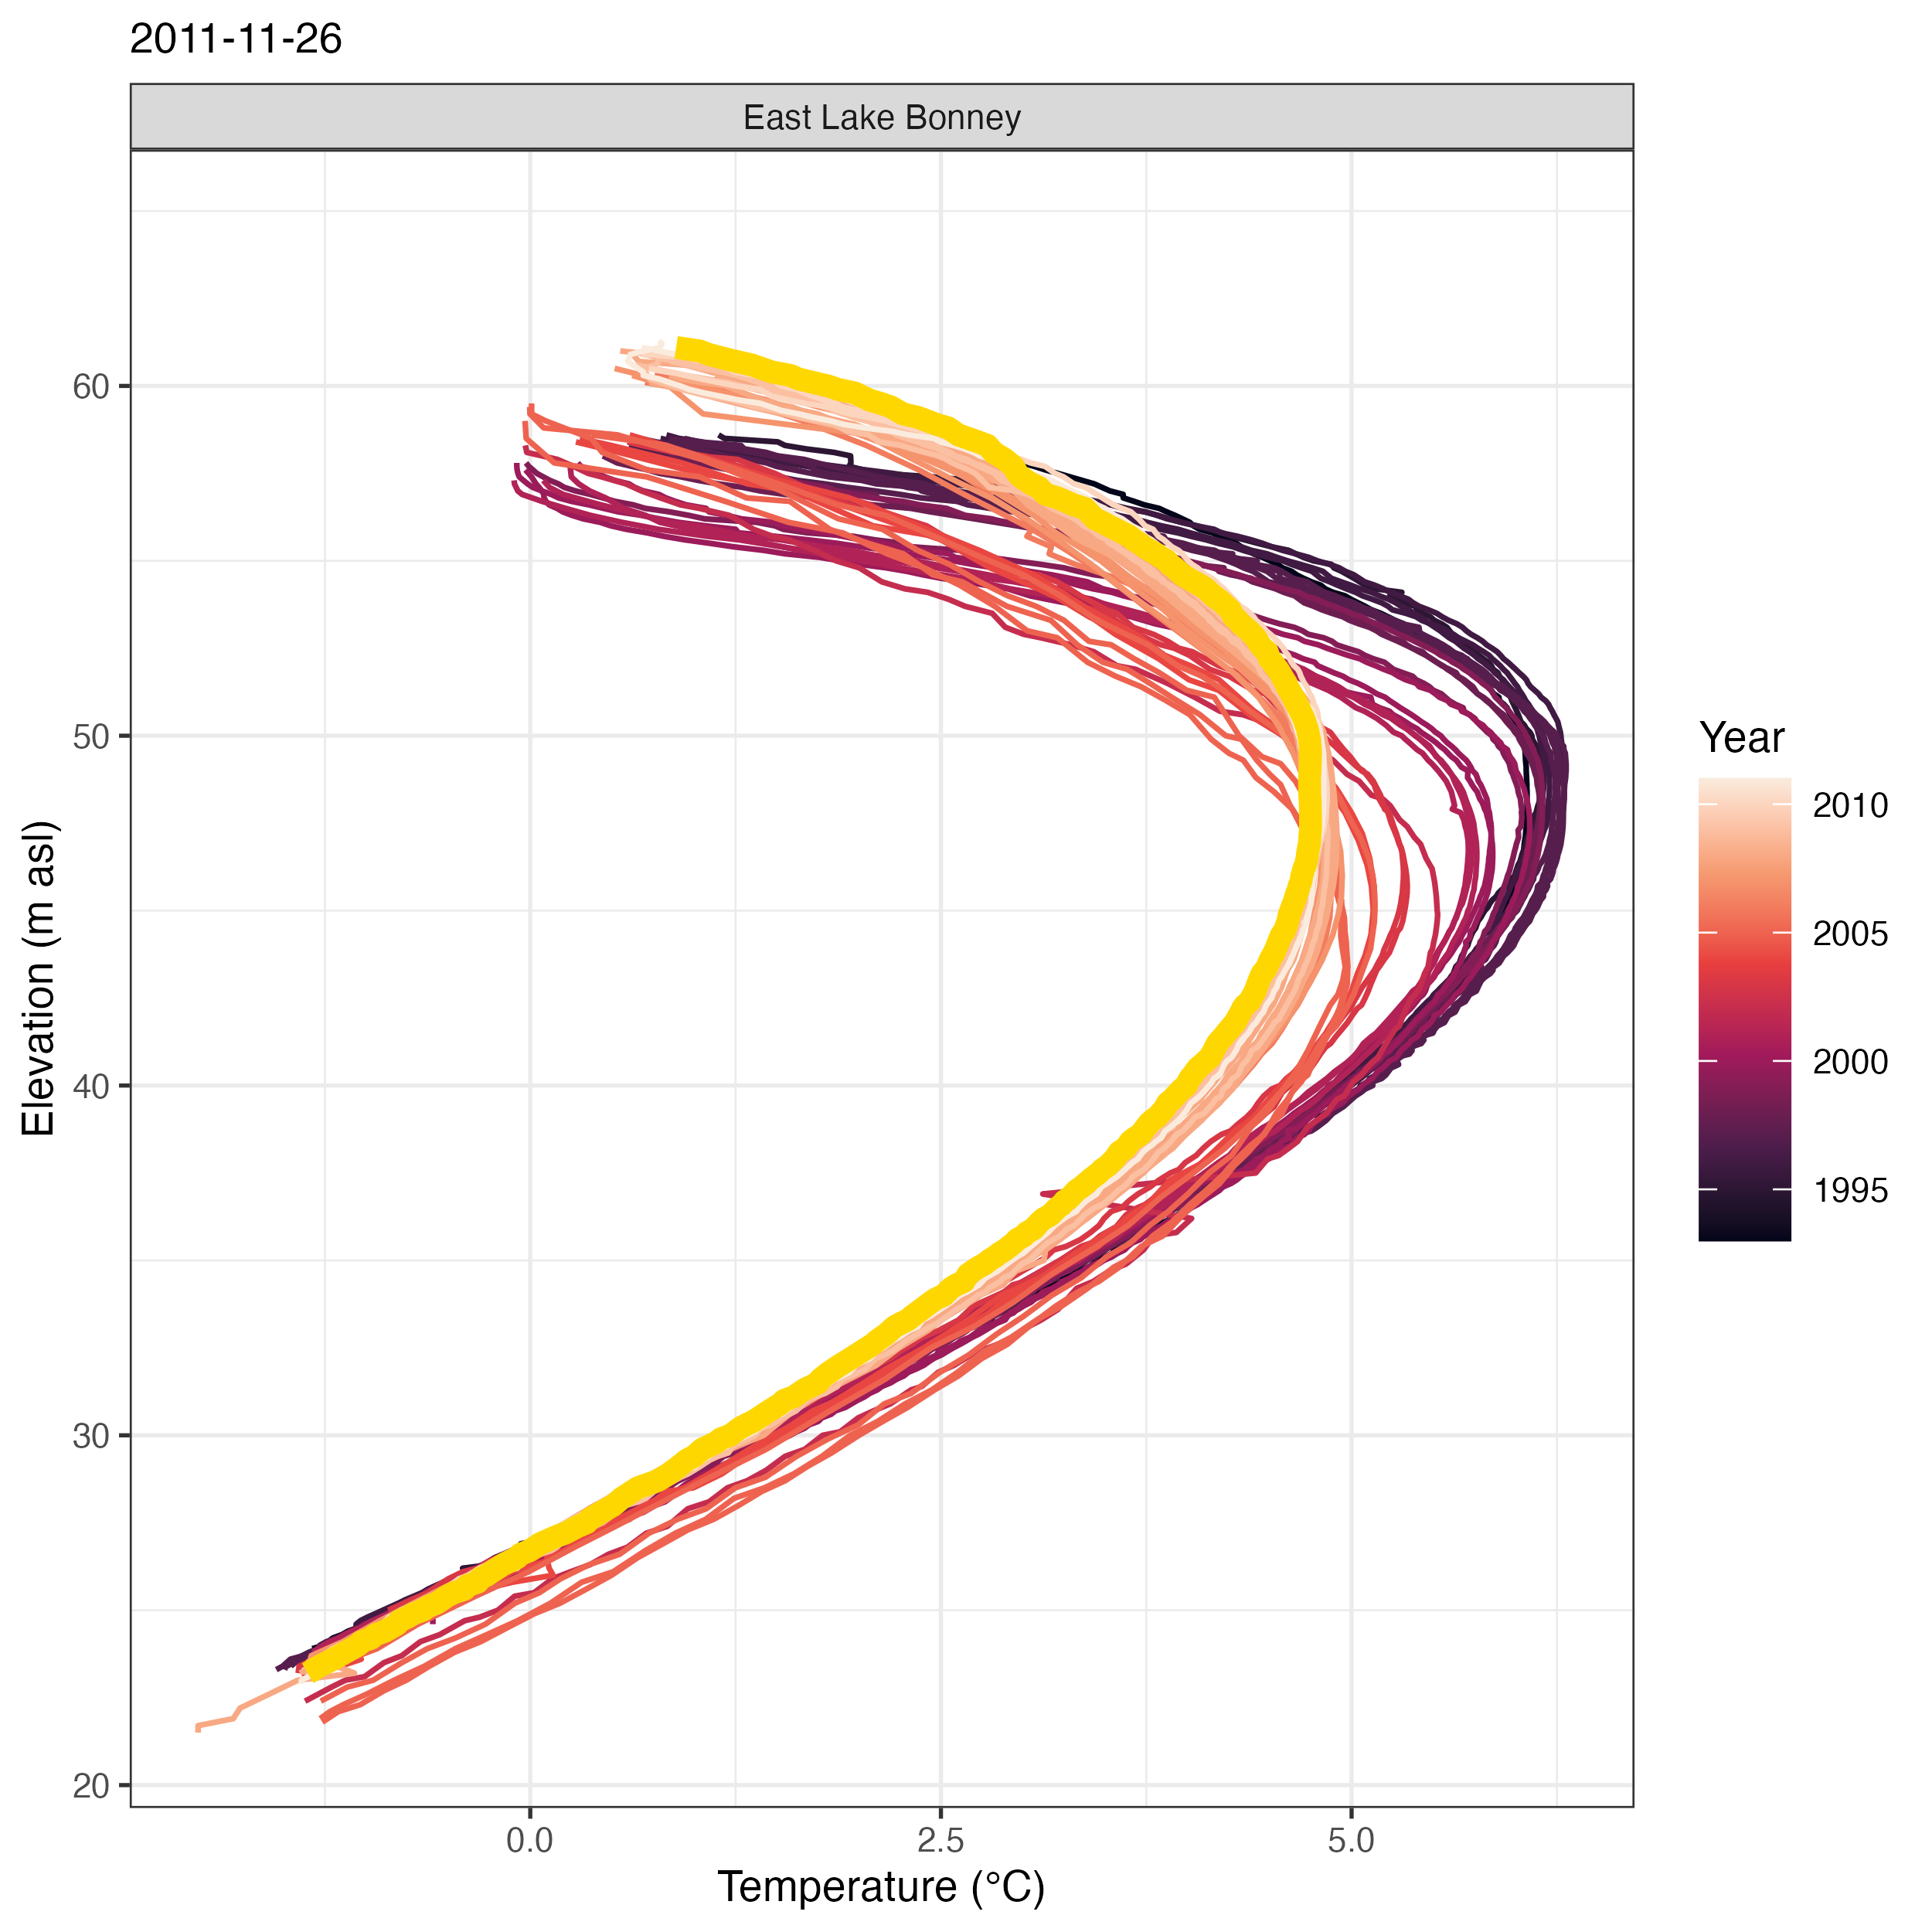 2011-11-26
East Lake Bonney
60
50
40
30
20
Elevation (m asl)
0.0 2.5 5.0
Temperature (°C)
Year
2010
2005
2000
1995